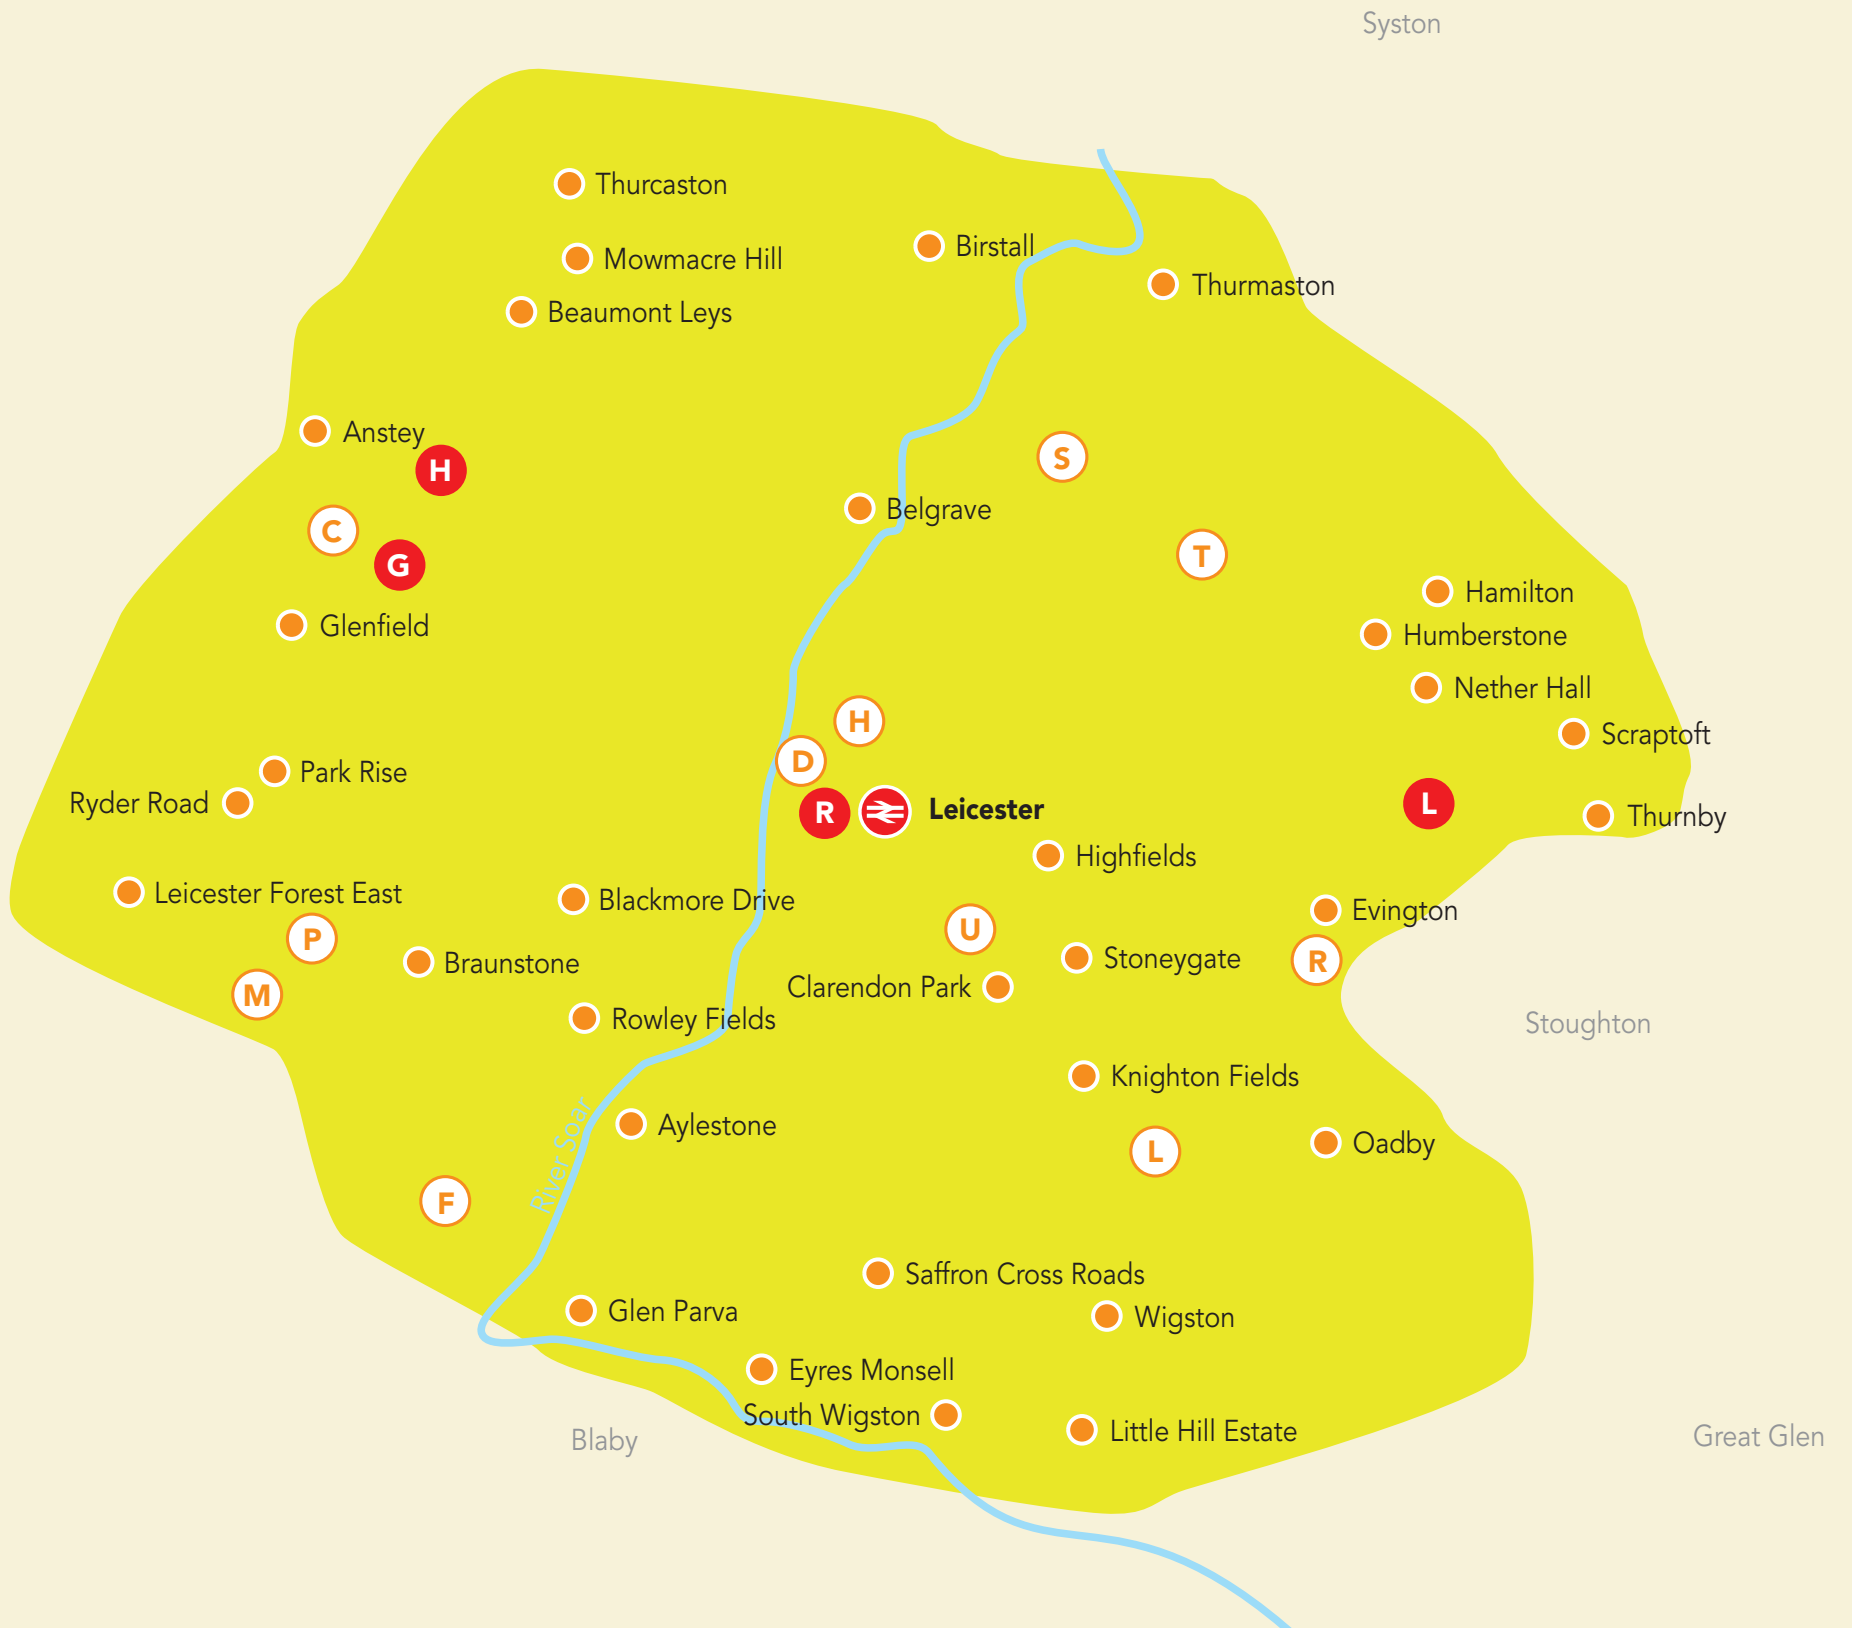 Syston
Thurcaston
Birstall
Mowmacre Hill
Thurmaston
Beaumont Leys
Anstey
S
H
Belgrave
C
T
G
Hamilton
Glenfield
Humberstone
Nether Hall
H
Scraptoft
D
Park Rise
Ryder Road
R
Leicester
L
Thurnby
Highfields
Leicester Forest East
Blackmore Drive
Evington
U
P
Braunstone
Stoneygate
R
Clarendon Park
M
Rowley Fields
Stoughton
Knighton Fields
Aylestone
River Soar
Oadby
L
F
Saffron Cross Roads
Glen Parva
Wigston
Eyres Monsell
South Wigston
Little Hill Estate
Blaby
Great Glen